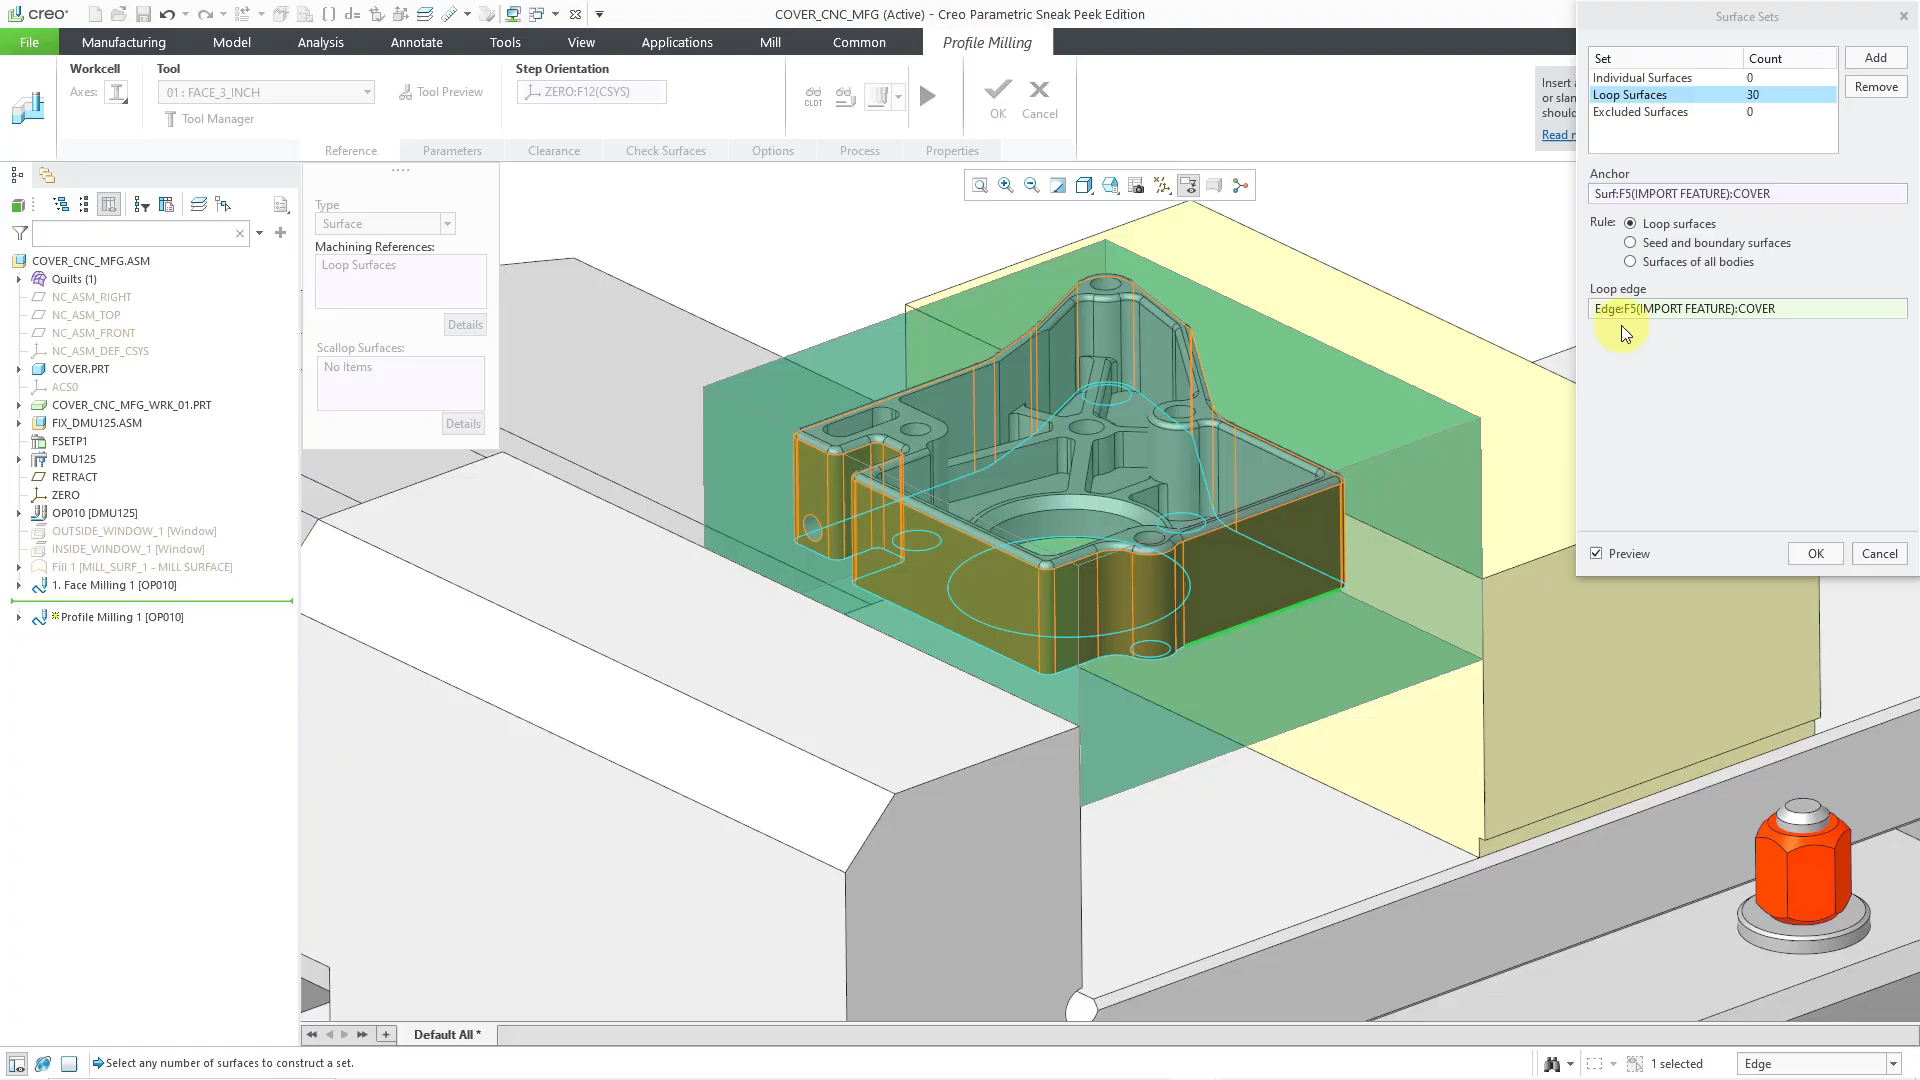 creo
COVER_CNC_MFG (Active) - Creo Parametric Sneak Peek Edition
File
Manufacturing
Model
Analysis
Annotate
Tools
View
Applications
Mill
Common
Profile Milling
Workcell
Axes:
Tool
01 : FACE_3_INCH
Tool Preview
Tool Manager
Step Orientation
ZERO:F12(CSYS)
CLDT
OK
Cancel
Insert
or slan
should
Read
Reference
Parameters
Clearance
Check Surfaces
Options
Process
Properties
Type
Surface
Machining References:
Loop Surfaces
Details
Scallop Surfaces:
No Items
Details
COVER_CNC_MFG.ASM
Quilts (1)
NC_ASM_RIGHT
NC_ASM_TOP
NC_ASM_FRONT
NC_ASM_DEF_CSYS
COVER.PRT
ACS0
COVER_CNC_MFG_WRK_01.PRT
FIX_DMU125.ASM
FSETP1
DMU125
RETRACT
ZERO
OP010 [DMU125]
OUTSIDE_WINDOW_1 [Window]
INSIDE_WINDOW_1 [Window]
Fill 1 [MILL_SURF_1 - MILL SURFACE]
1. Face Milling 1 [OP010]
Profile Milling 1 [OP010]
Surface Sets
Set Count
Individual Surfaces 0
Loop Surfaces 30
Excluded Surfaces 0
Add
Remove
Anchor
Surf:F5(IMPORT FEATURE):COVER
Rule:
Loop surfaces
Seed and boundary surfaces
Surfaces of all bodies
Loop edge
Edge:F5(IMPORT FEATURE):COVER
Preview
OK
Cancel
Default All *
Select any number of surfaces to construct a set.
1 selected
Edge